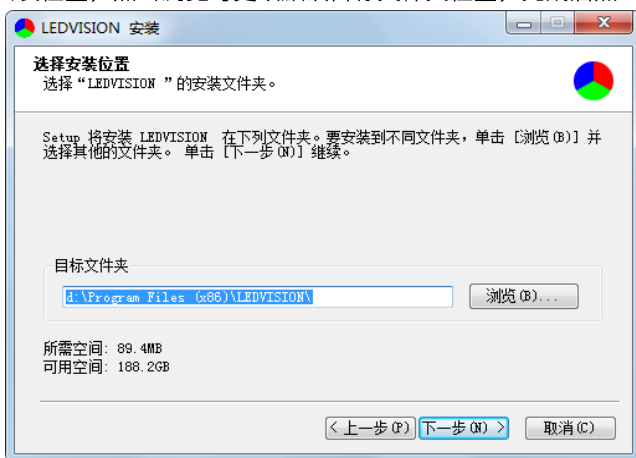 LEDVISION 安装
选择安装位置
选择“LEDVISION ”的安装文件夹。
Setup 将安装 LEDVISION 在下列文件夹。要安装到不同文件夹，单击 [浏览(B)] 并
选择其他的文件夹。 单击 [下一步(N)] 继续。
目标文件夹
d:\Program Files (x86)\LEDVISION\
浏览(B)...
所需空间: 89.4MB
可用空间: 188.2GB
< 上一步(P) 下一步(N) > 取消(C)